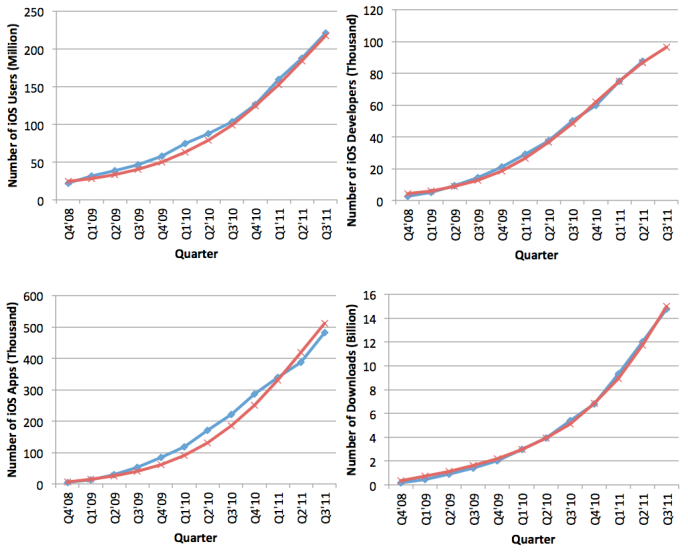 Number of iOS Users (Million)
250
200
150
100
50
0
Q4'08
Q1'09
Q2'09
Q3'09
Q4'09
Q1'10
Q2'10
Q3'10
Q4'10
Q1'11
Q2'11
Q3'11
Quarter
Number of iOS Developers (Thousand)
120
100
80
60
40
20
0
Q4'08
Q1'09
Q2'09
Q3'09
Q4'09
Q1'10
Q2'10
Q3'10
Q4'10
Q1'11
Q2'11
Q3'11
Quarter
Number of iOS Apps (Thousand)
600
500
400
300
200
100
0
Q4'08
Q1'09
Q2'09
Q3'09
Q4'09
Q1'10
Q2'10
Q3'10
Q4'10
Q1'11
Q2'11
Q3'11
Quarter
Number of Downloads (Billion)
16
14
12
10
8
6
4
2
0
Q4'08
Q1'09
Q2'09
Q3'09
Q4'09
Q1'10
Q2'10
Q3'10
Q4'10
Q1'11
Q2'11
Q3'11
Quarter